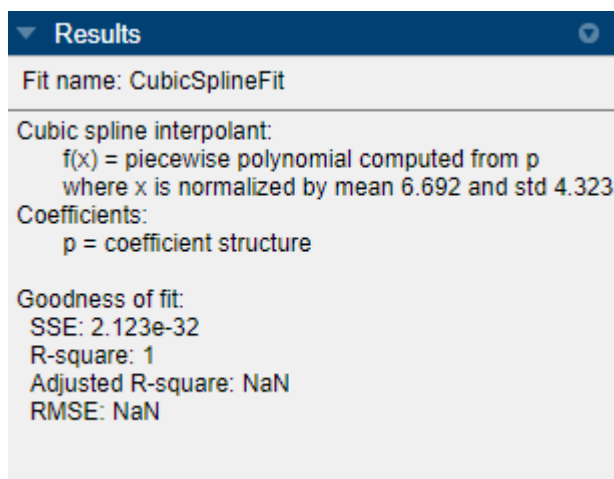 Results
Fit name: CubicSplineFit
Cubic spline interpolant:
f(x) = piecewise polynomial computed from p
where x is normalized by mean 6.692 and std 4.323
Coefficients:
p = coefficient structure
Goodness of fit:
SSE: 2.123e-32
R-square: 1
Adjusted R-square: NaN
RMSE: NaN